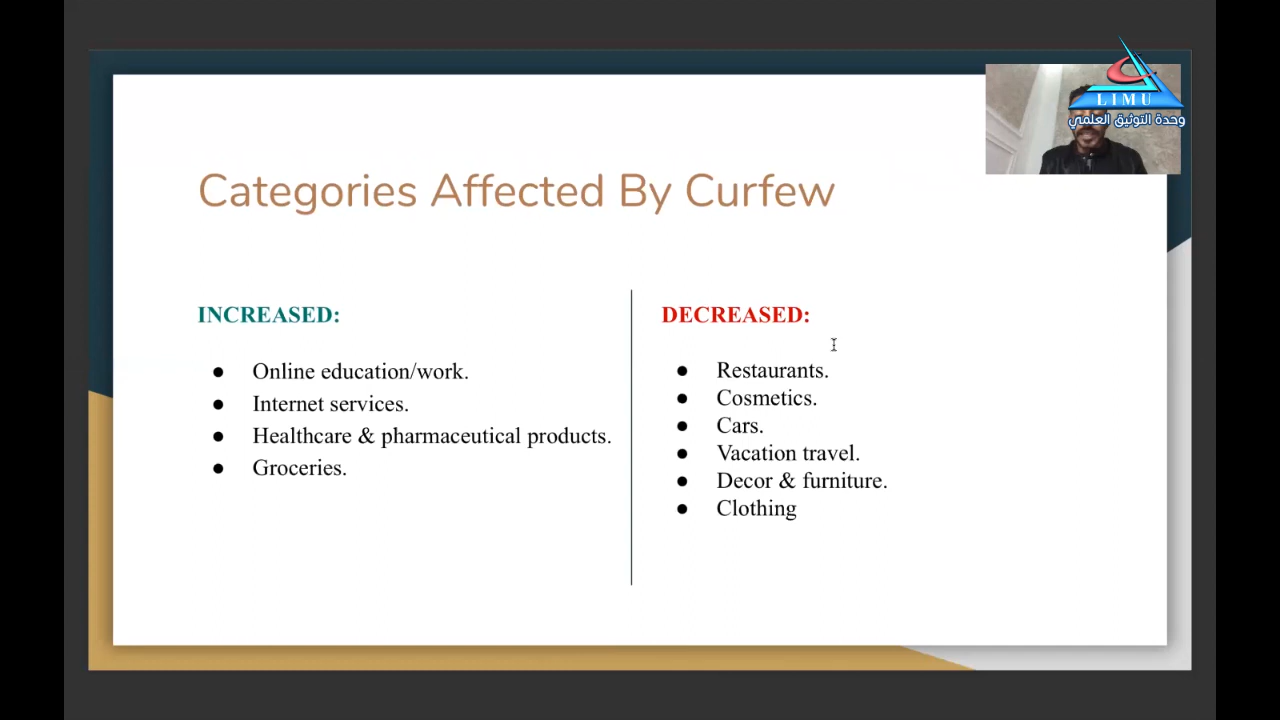 LIMU
وحدة التوثيق العلمي
Categories Affected By Curfew
INCREASED:
● Online education/work.
● Internet services.
● Healthcare & pharmaceutical products.
● Groceries.
DECREASED:
● Restaurants.
● Cosmetics.
● Cars.
● Vacation travel.
● Decor & furniture.
● Clothing